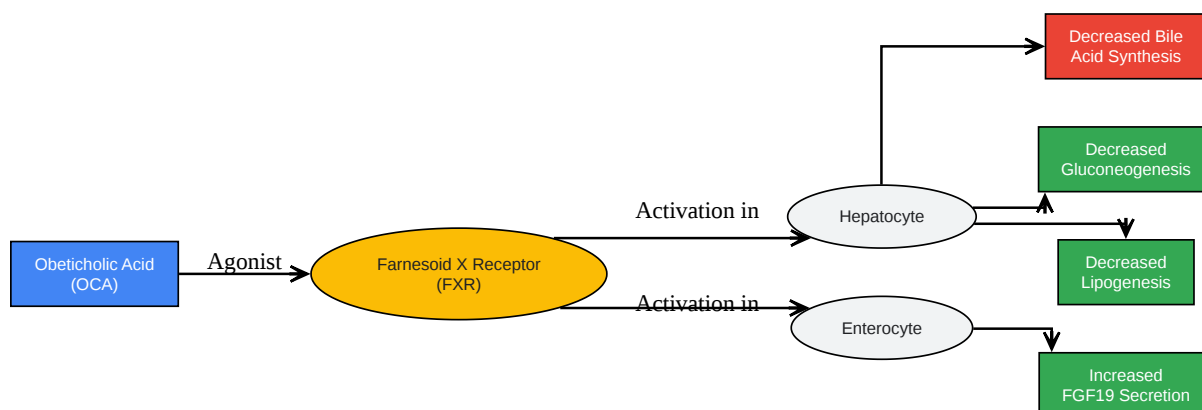 Decreased Bile
Acid Synthesis
Decreased
Gluconeogenesis
Activation in
Hepatocyte
Obeticholic Acid
(OCA)
Agonist
Farnesoid X Receptor
(FXR)
Decreased
Lipogenesis
Activation in
Enterocyte
Increased
FGF19 Secretion